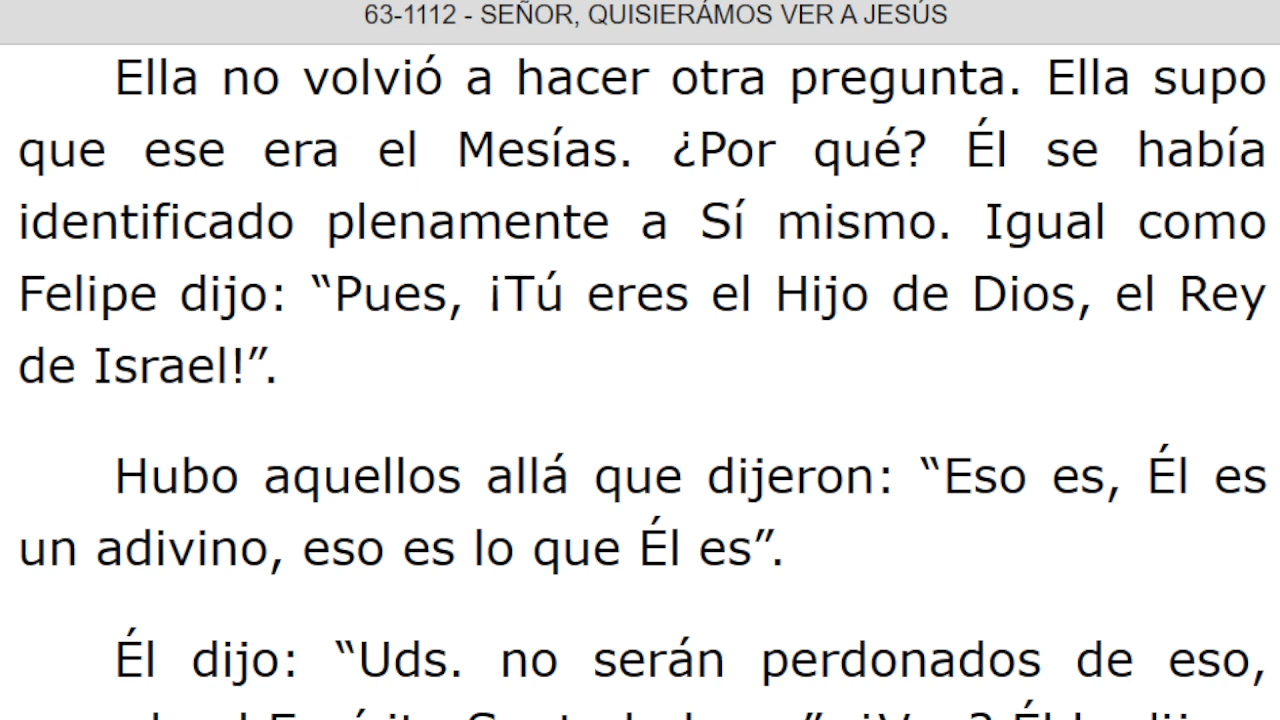 63-1112 - SEÑOR, QUISIERÁMOS VER A JESÚS
Ella no volvió a hacer otra pregunta. Ella supo
que ese era el Mesías. ¿Por qué? Él se había
identificado plenamente a Sí mismo. Igual como
Felipe dijo: “Pues, ¡Tú eres el Hijo de Dios, el Rey
de Israel!”.
Hubo aquellos allá que dijeron: “Eso es, Él es
un adivino, eso es lo que Él es”.
Él dijo: “Uds. no serán perdonados de eso,